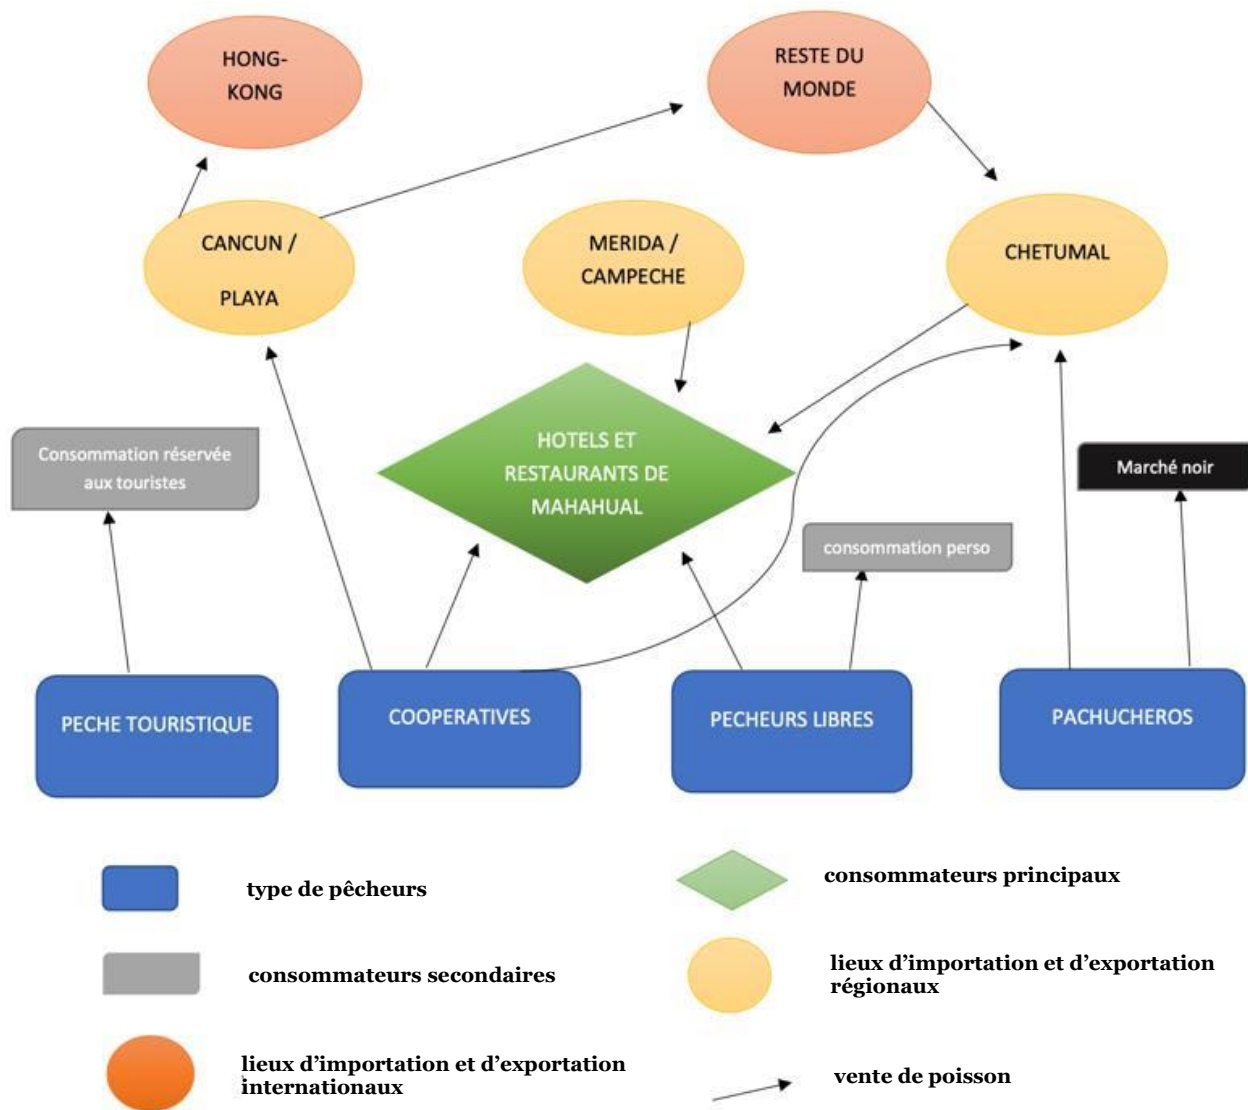 HONG-
KONG
RESTE DU
MONDE
CANCUN /
PLAYA
MERIDA /
CAMPECHE
CHETUMAL
Consommation réservée
aux touristes
HOTELS ET
RESTAURANTS DE
MAHAHUAL
Marché noir
consommation perso
PECHE TOURISTIQUE
COOPERATIVES
PECHEURS LIBRES
PACHUCHEROS
type de pêcheurs
consommateurs principaux
consommateurs secondaires
lieux d’importation et d’exportation
régionaux
lieux d’importation et d’exportation
internationaux
vente de poisson